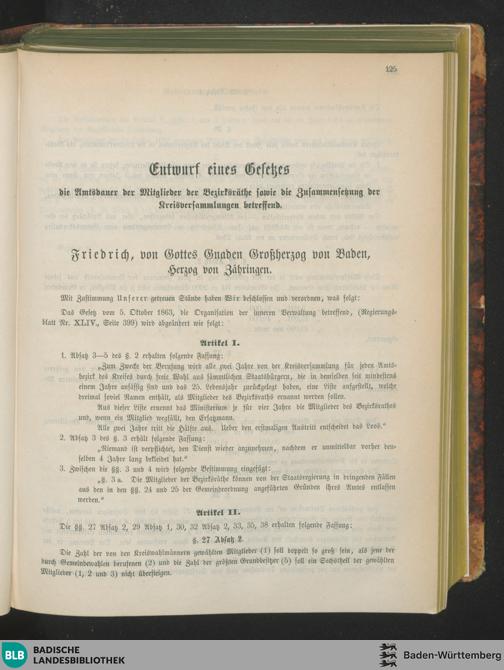 125
Entwurf eines Gesetzes
die Amtsdauer der Mitglieder der Bezirksräthe sowie die Zusammensetzung der
Kreisversammlungen betreffend.
Friedrich, von Gottes Gnaden Großherzog von Baden,
Herzog von Zähringen.
Mit Zustimmung Unserer getreuen Stände haben Wir beschlossen und verordnen, was folgt:
Das Gesetz vom 5. Oktober 1863, die Organisation der inneren Verwaltung betreffend, (Regierungs-
blatt Nr. XLIV., Seite 399) wird abgeändert wie folgt:
Artikel I.
1. Absatz 3—5 des §. 2 erhalten folgende Fassung:
„Zum Zwecke der Berufung wird alle zwei Jahre von der Kreisversammlung für jeden Amts-
bezirk des Kreises durch freie Wahl aus sämmtlichen Staatsbürgern, die in demselben seit mindestens
einem Jahre ansässig sind und das 25. Lebensjahr zurückgelegt haben, eine Liste aufgestellt, welche
dreimal soviel Namen enthält, als Mitglieder des Bezirksraths ernannt werden sollen.
Aus dieser Liste ernennt das Ministerium je für vier Jahre die Mitglieder des Bezirksraths
und, wenn ein Mitglied wegfällt, den Ersatzmann.
Alle zwei Jahre tritt die Hälfte aus. Ueber den erstmaligen Austritt entscheidet das Loos.“
2. Absatz 3 des §. 3 erhält folgende Fassung:
„Niemand ist verpflichtet, den Dienst wieder anzunehmen, nachdem er unmittelbar vorher den-
selben 4 Jahre lang bekleidet hat.“
3. Zwischen die §§. 3 und 4 wird folgende Bestimmung eingefügt:
„§. 3 a. Die Mitglieder der Bezirksräthe können von der Staatsregierung in dringenden Fällen
aus den in den §§. 24 und 25 der Gemeindeordnung angeführten Gründen ihres Amtes entlassen
werden.“
Artikel II.
Die §§. 27 Absatz 2, 29 Absatz 1, 30, 32 Absatz 2, 33, 35, 38 erhalten folgende Fassung:
§. 27 Absatz 2.
Die Zahl der von den Kreiswahlmännern gewählten Mitglieder (1) soll doppelt so groß sein, als jene der
durch Gemeindewahlen berufenen (2) und die Zahl der größten Grundbesitzer (5) soll ein Sechstheil der gewählten
Mitglieder (1, 2 und 3) nicht übersteigen.
BLB BADISCHE
LANDESBIBLIOTHEK
Baden-Württemberg